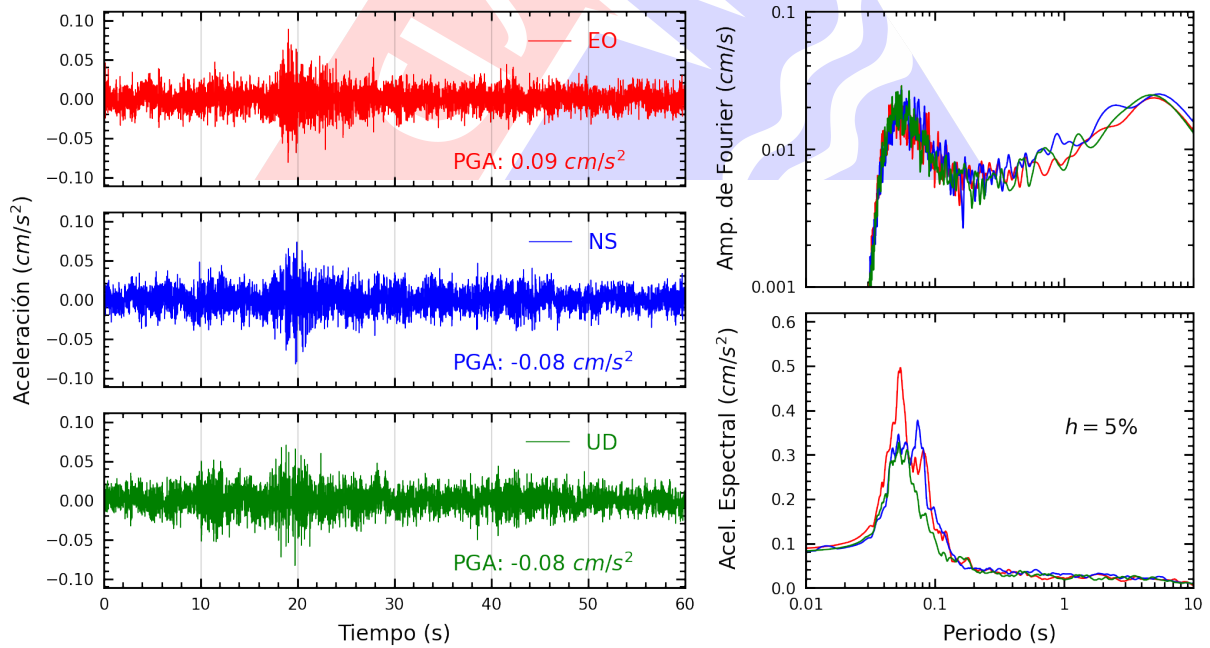 Aceleración (cm/s²)
0.10
0.05
0.00
−0.05
−0.10
EO
PGA: 0.09 cm/s²
0.10
0.05
0.00
−0.05
−0.10
NS
PGA: -0.08 cm/s²
0.10
0.05
0.00
−0.05
−0.10
UD
PGA: -0.08 cm/s²
0 10 20 30 40 50 60
Tiempo (s)
Amp. de Fourier (cm/s)
0.1
0.01
0.001
Acel. Espectral (cm/s²)
0.6
0.5
0.4
0.3
0.2
0.1
0.0
h = 5%
0.01 0.1 1 10
Periodo (s)